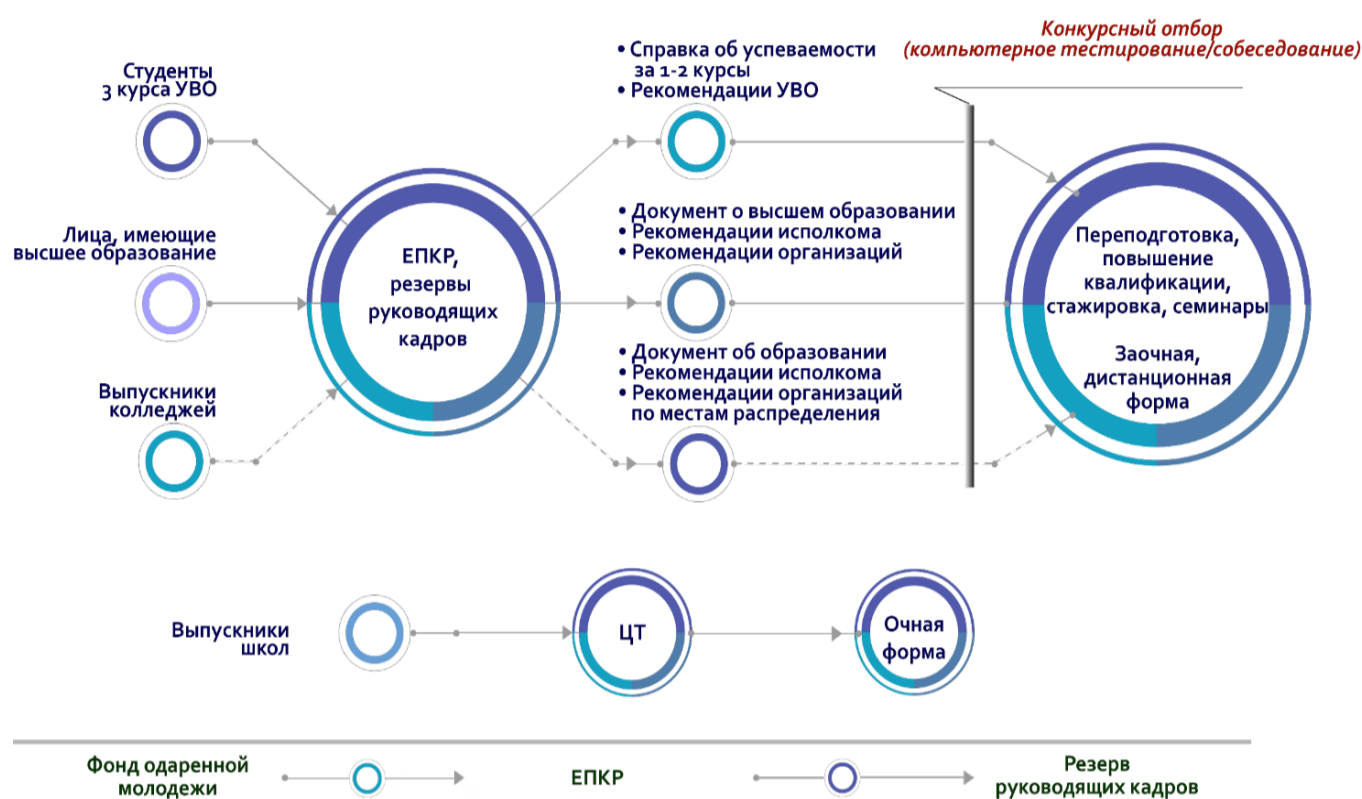 Конкурсный отбор
(компьютерное тестирование/собеседование)
Студенты
3 курса УВО
• Справка об успеваемости
за 1-2 курсы
• Рекомендации УВО
Лица, имеющие
высшее образование
ЕПКР,
резервы
руководящих
кадров
• Документ о высшем образовании
• Рекомендации исполкома
• Рекомендации организаций
Переподготовка,
повышение
квалификации,
стажировка, семинары
Заочная,
дистанционная
форма
Выпускники
колледжей
• Документ об образовании
• Рекомендации исполкома
• Рекомендации организаций
по местам распределения
Выпускники
школ
ЦТ
Очная
форма
Фонд одаренной
молодежи
ЕПКР
Резерв
руководящих кадров